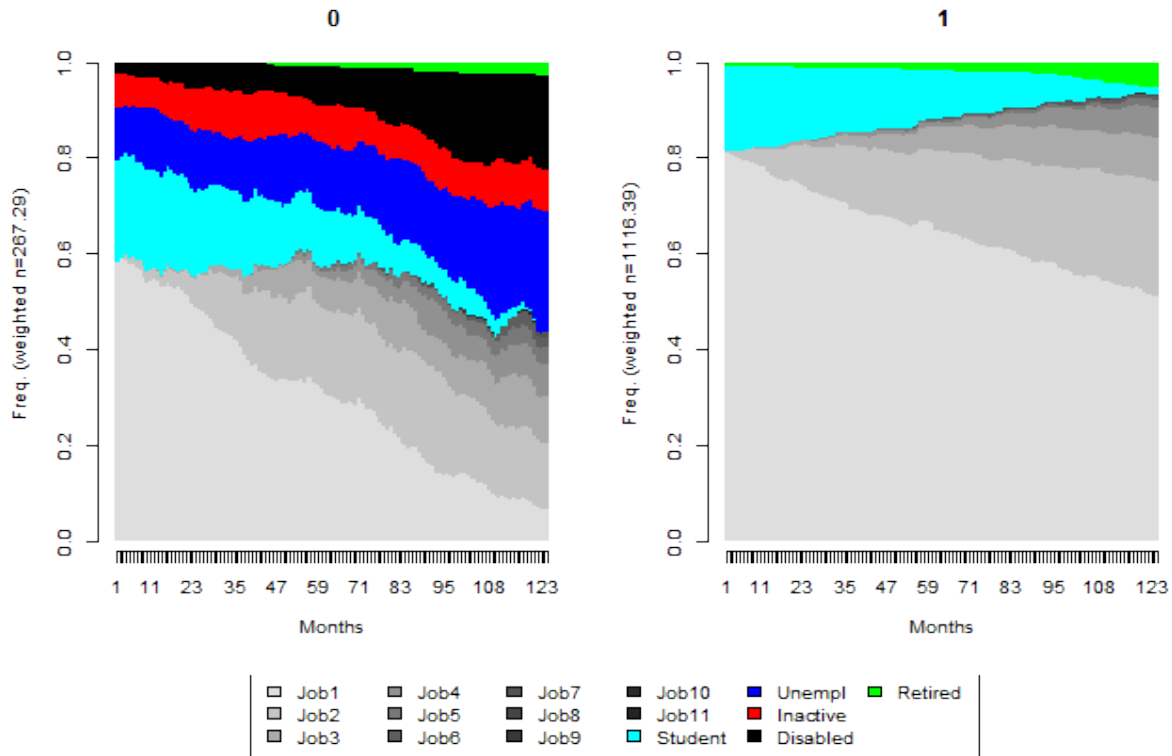 0
1
Freq. (weighted n=267.29)
0.0 0.2 0.4 0.6 0.8 1.0
1 11 23 35 47 59 71 83 95 108 123
Months
Freq. (weighted n=1116.39)
0.0 0.2 0.4 0.6 0.8 1.0
1 11 23 35 47 59 71 83 95 108 123
Months
Job1 Job4 Job7 Job10 Unempl Retired
Job2 Job5 Job8 Job11 Inactive
Job3 Job6 Job9 Student Disabled